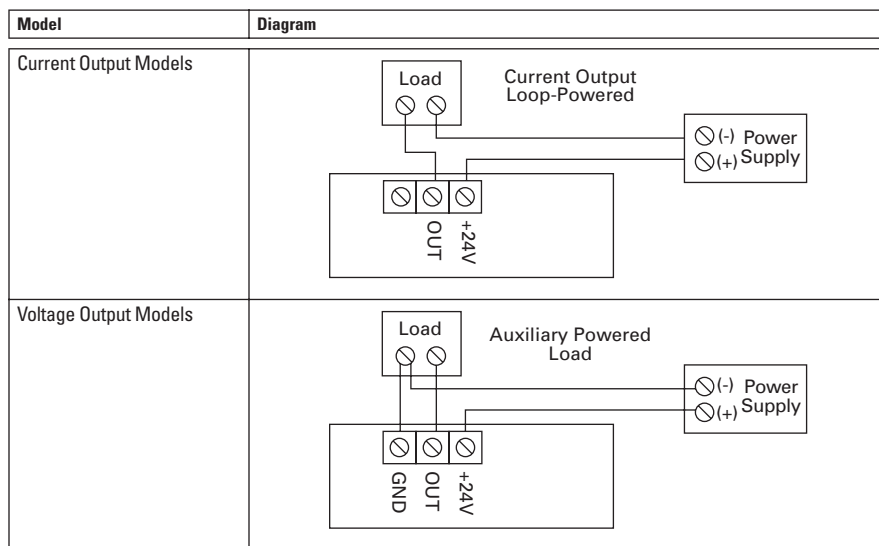 Model
Diagram
Current Output Models
Load
Current Output
Loop-Powered
(-) Power
(+) Supply
OUT
+24V
Voltage Output Models
Load
Auxiliary Powered
Load
(-) Power
(+) Supply
GND
OUT
+24V